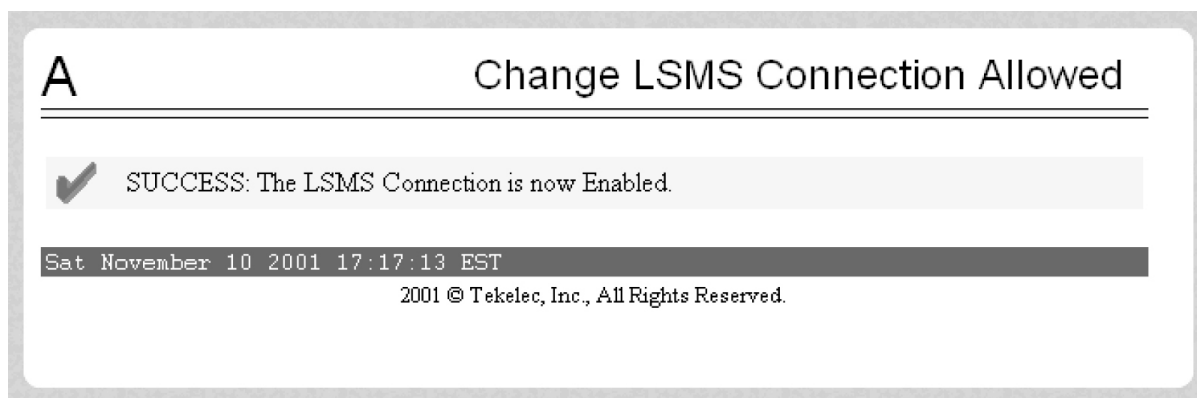 A
Change LSMS Connection Allowed
SUCCESS: The LSMS Connection is now Enabled.
Sat November 10 2001 17:17:13 EST
2001 © Tekelec, Inc., All Rights Reserved.